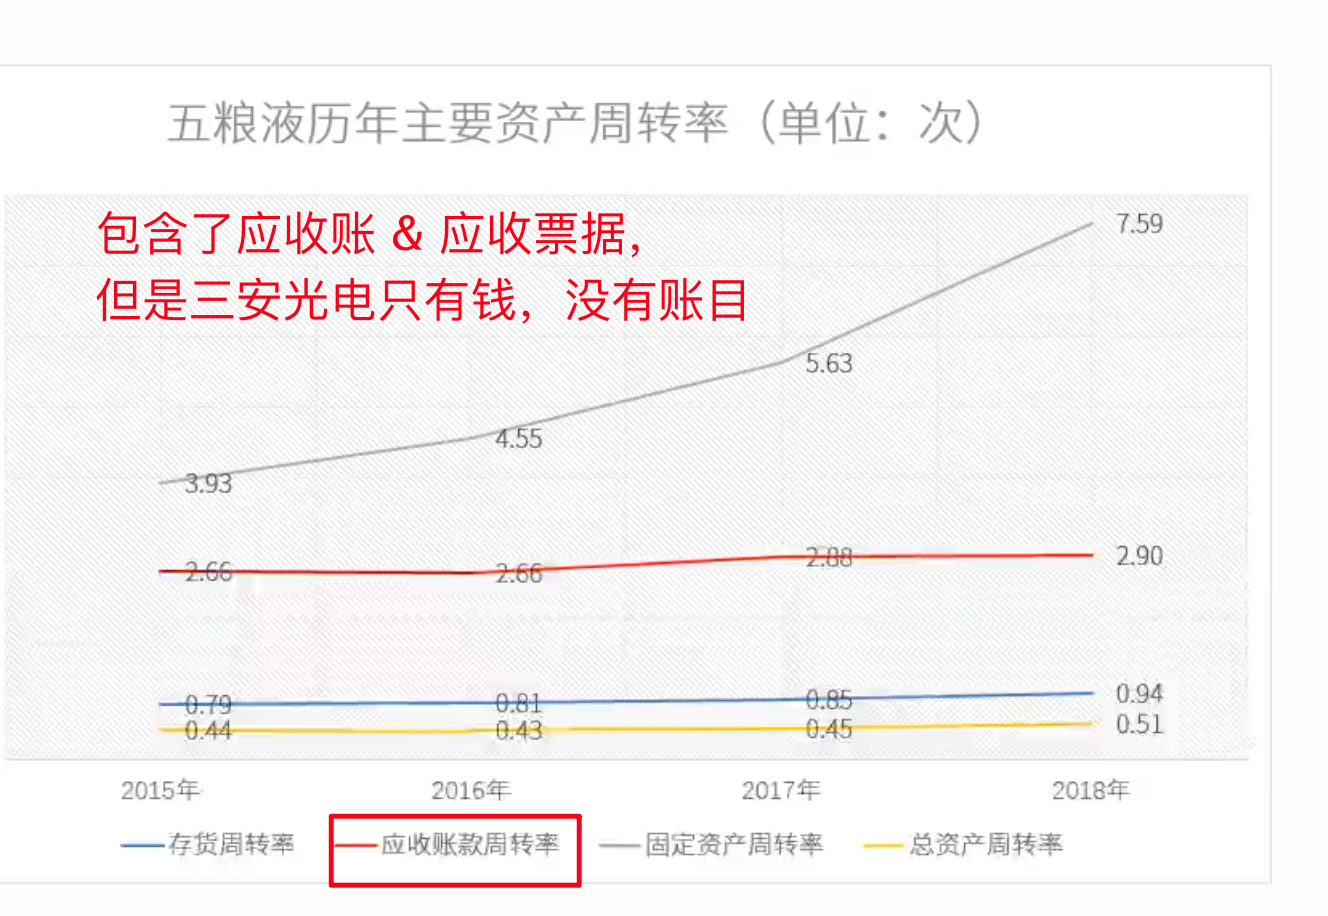 五粮液历年主要资产周转率（单位：次）
包含了应收账 & 应收票据，
但是三安光电只有钱，没有账目
7.59
5.63
4.55
3.93
2.66 2.66 2.88 2.90
0.79 0.81 0.85 0.94
0.44 0.43 0.45 0.51
2015年 2016年 2017年 2018年
存货周转率 应收账款周转率 固定资产周转率 总资产周转率